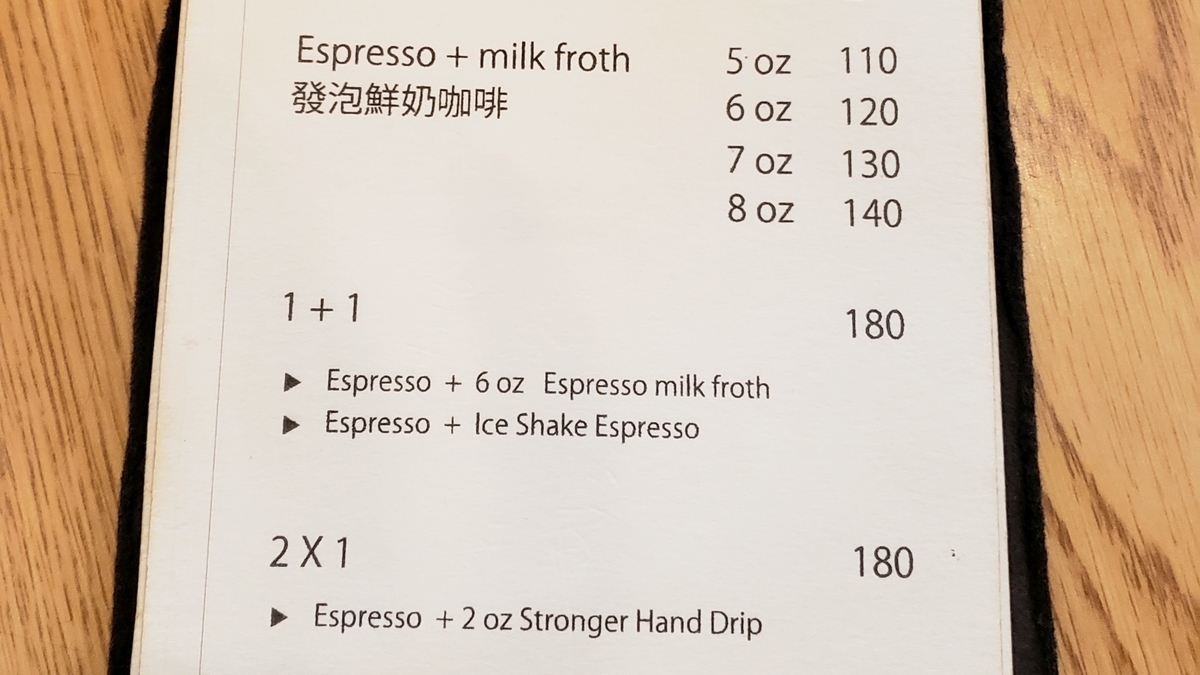 Espresso + milk froth 5 oz 110
發泡鮮奶咖啡 6 oz 120
7 oz 130
8 oz 140
1 + 1 180
▶ Espresso + 6 oz Espresso milk froth
▶ Espresso + Ice Shake Espresso
2 X 1 180
▶ Espresso + 2 oz Stronger Hand Drip